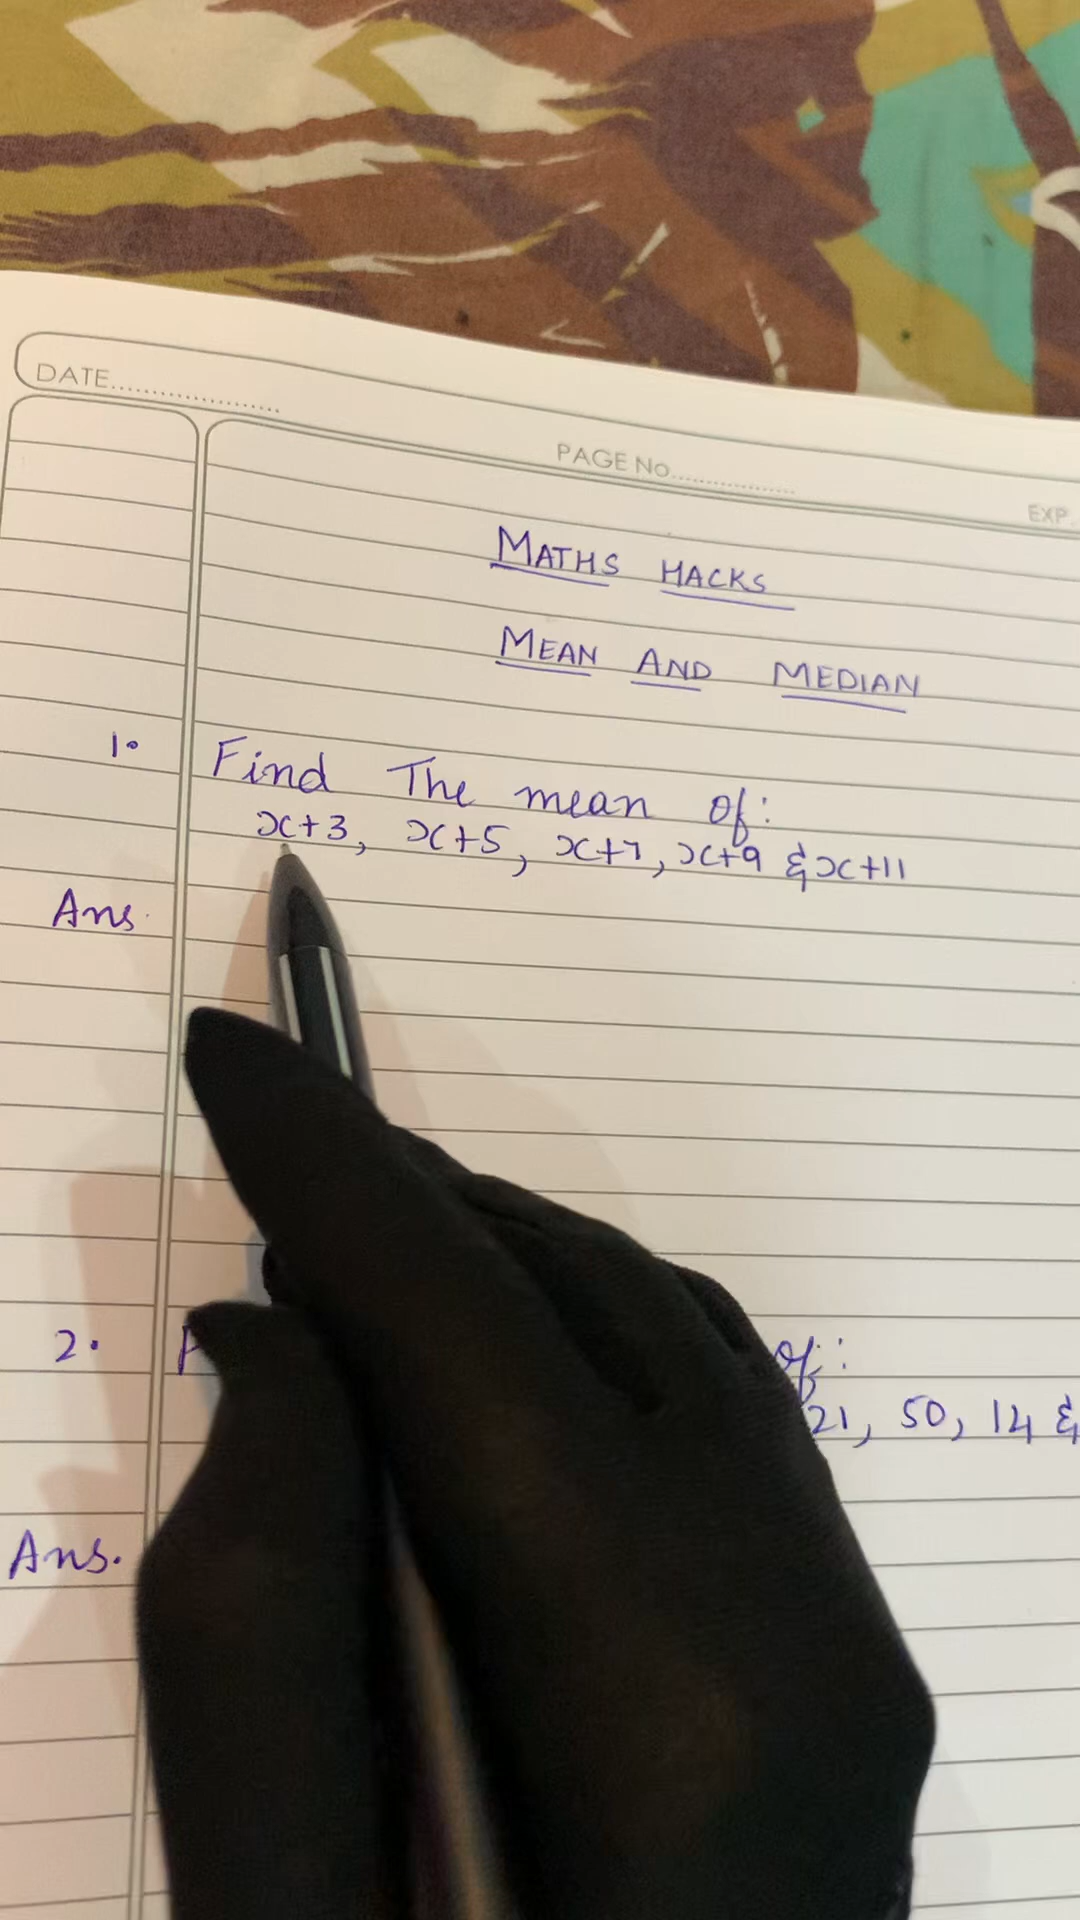 DATE....................
PAGE No................
EXP.
MATHS HACKS
MEAN AND MEDIAN
1. Find The mean of:
x+3, x+5, x+7, x+9 & x+11
Ans.
2. of:
21, 50, 14 &
Ans.